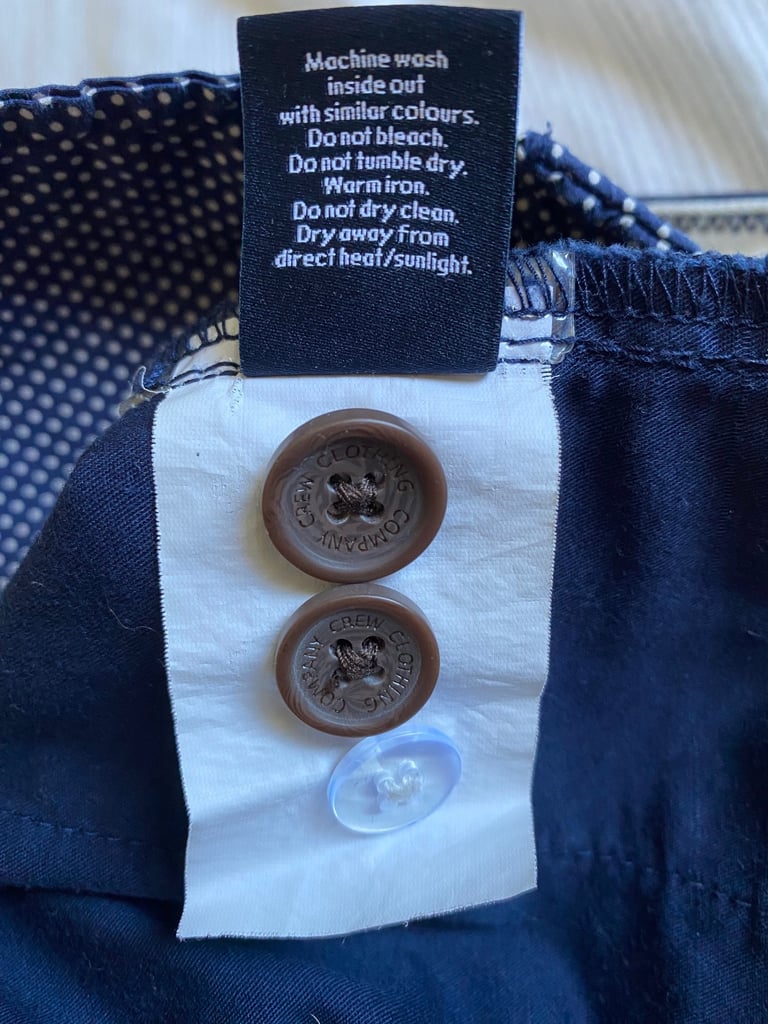 Machine wash
inside out
with similar colours.
Do not bleach.
Do not tumble dry.
Warm iron.
Do not dry clean.
Dry away from
direct heat/sunlight.
CREW CLOTHING COMPANY
CREW CLOTHING COMPANY